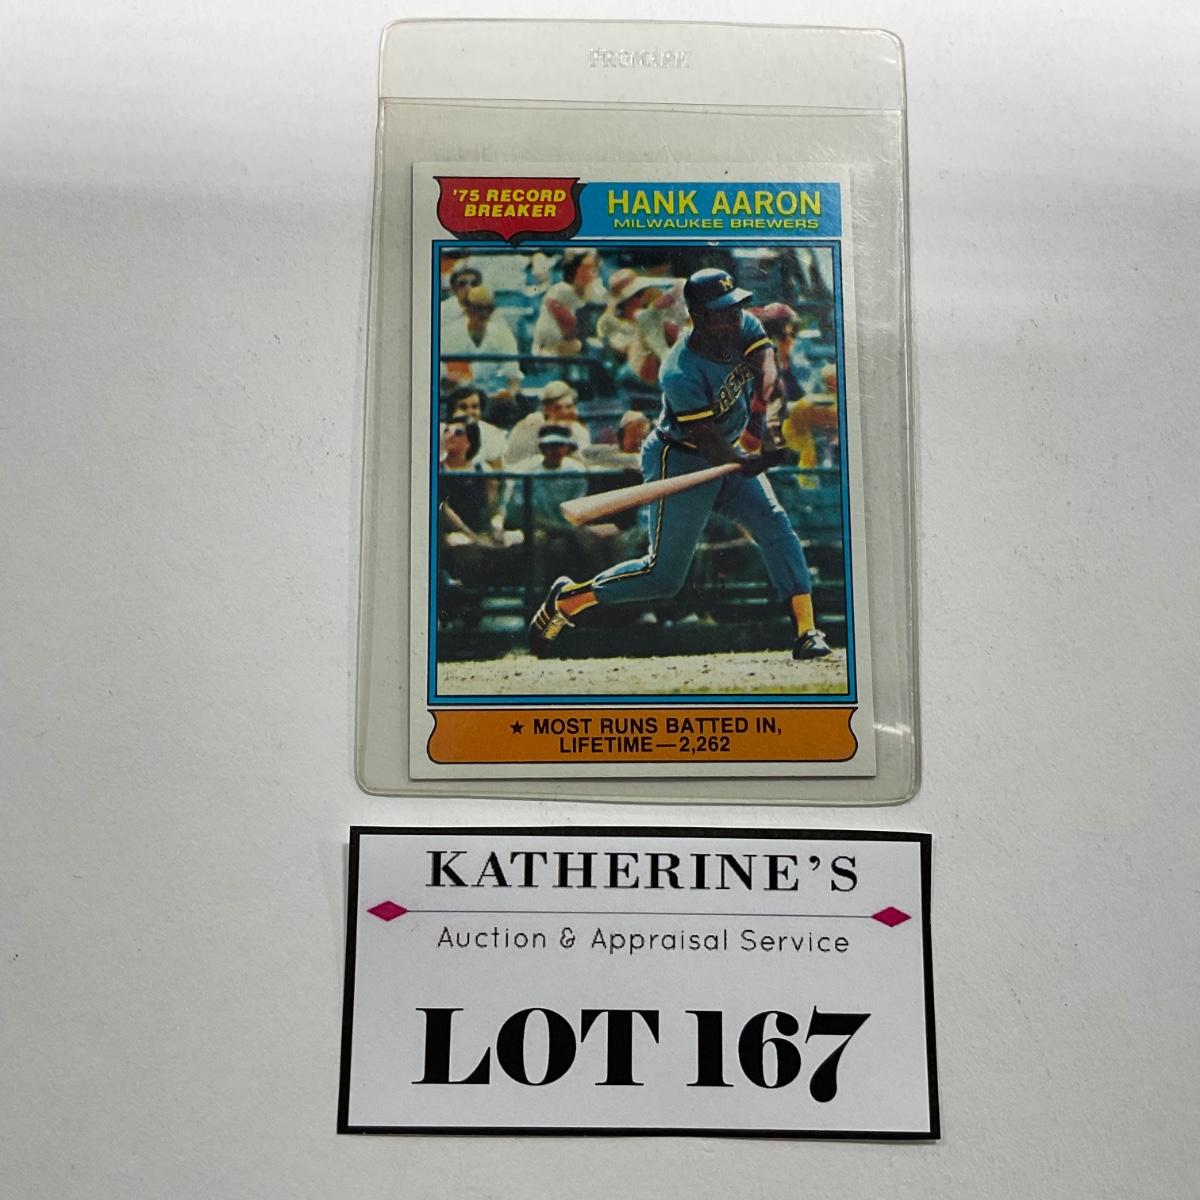 PROMARK
'75 RECORD
BREAKER
HANK AARON
MILWAUKEE BREWERS
M
★ MOST RUNS BATTED IN,
LIFETIME—2,262
KATHERINE'S
Auction & Appraisal Service
LOT 167